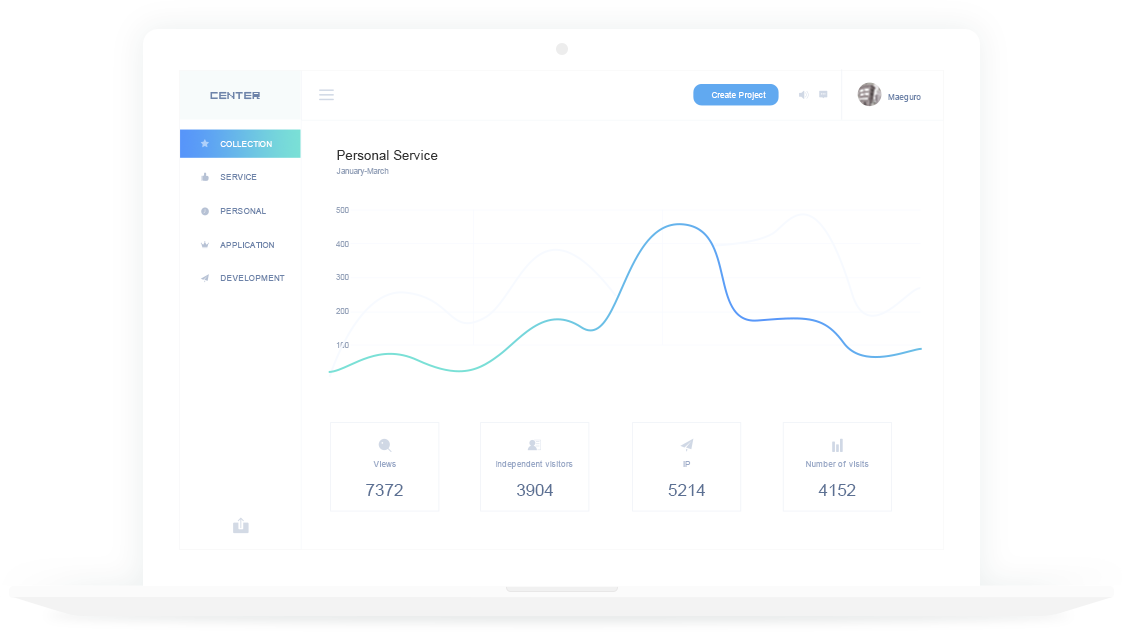 CENTER
Create Project
Maeguro
COLLECTION
SERVICE
PERSONAL
APPLICATION
DEVELOPMENT
Personal Service
January-March
500
400
300
200
100
Views
7372
Independent visitors
3904
IP
5214
Number of visits
4152